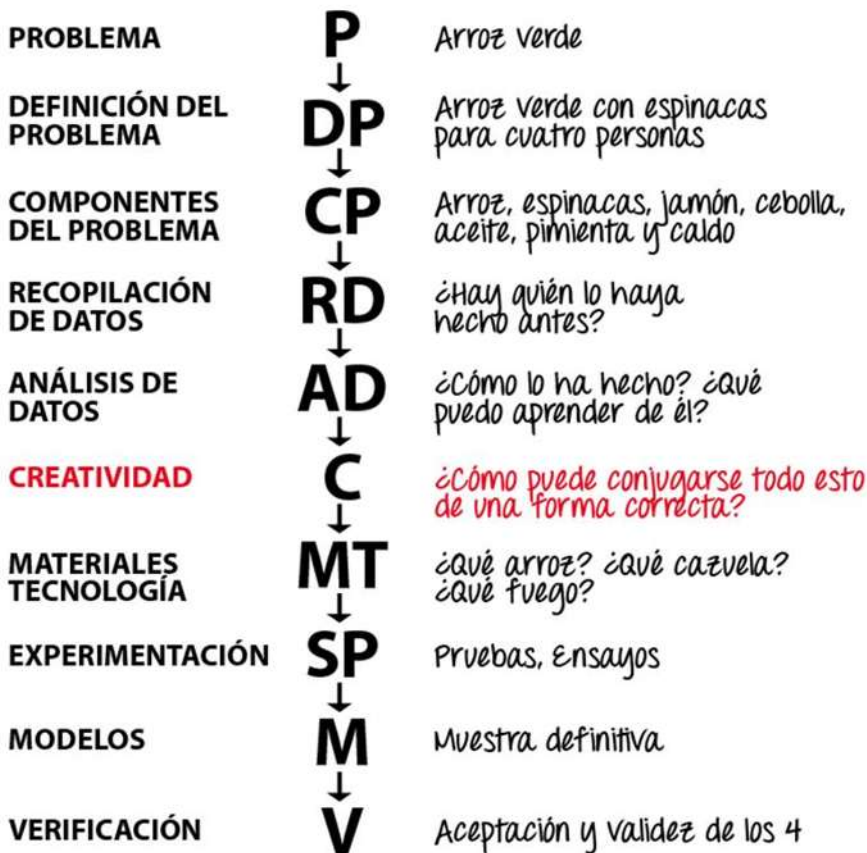 PROBLEMA P Arroz verde
↓
DEFINICIÓN DEL DP Arroz verde con espinacas
PROBLEMA para cuatro personas
↓
COMPONENTES CP Arroz, espinacas, jamón, cebolla,
DEL PROBLEMA aceite, pimienta y caldo
↓
RECOPILACIÓN RD ¿Hay quién lo haya
DE DATOS hecho antes?
↓
ANÁLISIS DE AD ¿Cómo lo ha hecho? ¿Qué
DATOS puedo aprender de él?
↓
CREATIVIDAD C ¿Cómo puede conjugarse todo esto
de una forma correcta?
↓
MATERIALES MT ¿Qué arroz? ¿Qué cazuela?
TECNOLOGÍA ¿Qué fuego?
↓
EXPERIMENTACIÓN SP Pruebas, Ensayos
↓
MODELOS M Muestra definitiva
↓
VERIFICACIÓN V Aceptación y validez de los 4